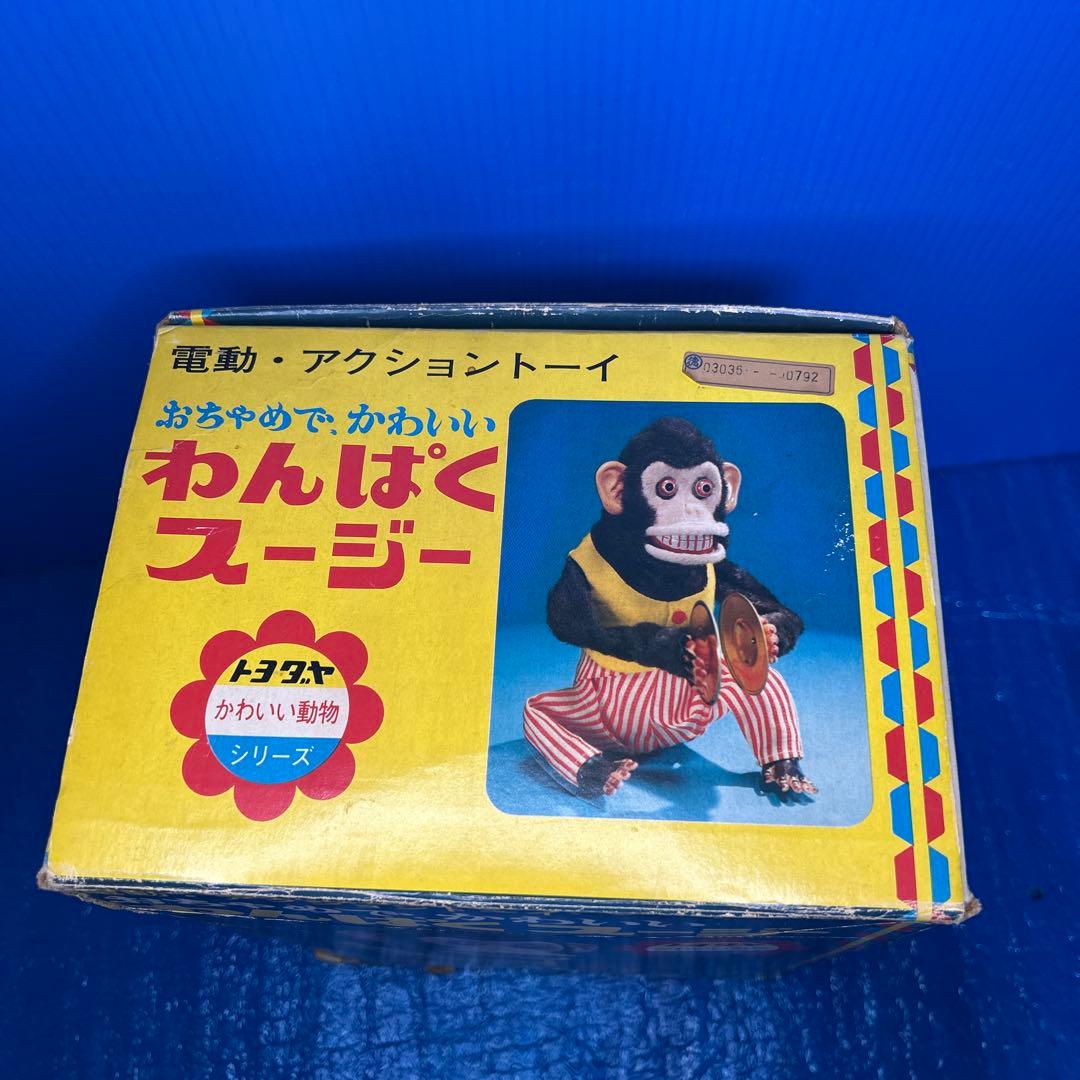 電動・アクショントーイ
おちゃめで、かわいい
わんぱく
スージー
トヨダヤ
かわいい動物
シリーズ